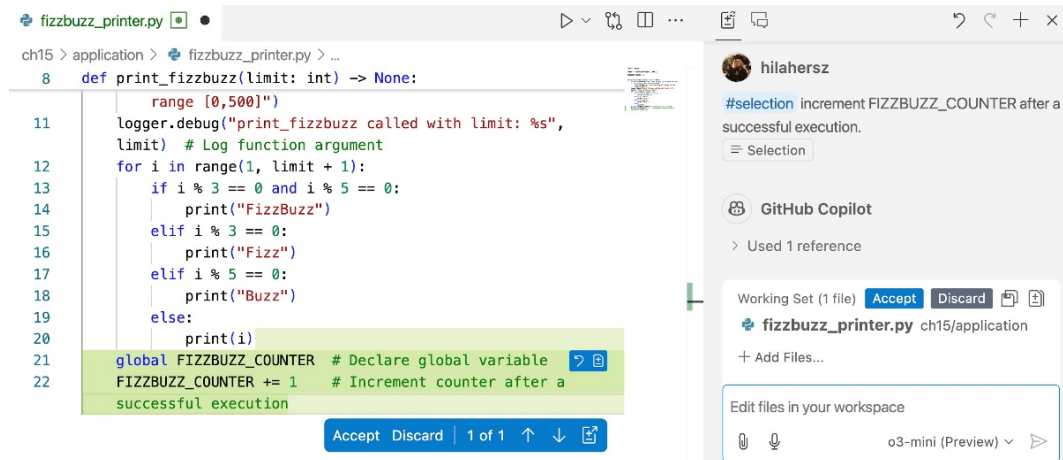 fizzbuzz_printer.py
ch15 > application > fizzbuzz_printer.py > ...
8 def print_fizzbuzz(limit: int) -> None:
range [0,500]")
11 logger.debug("print_fizzbuzz called with limit: %s",
limit) # Log function argument
12 for i in range(1, limit + 1):
13 if i % 3 == 0 and i % 5 == 0:
14 print("FizzBuzz")
15 elif i % 3 == 0:
16 print("Fizz")
17 elif i % 5 == 0:
18 print("Buzz")
19 else:
20 print(i)
21 global FIZZBUZZ_COUNTER # Declare global variable
22 FIZZBUZZ_COUNTER += 1 # Increment counter after a
successful execution
Accept Discard 1 of 1
hilahersz
#selection increment FIZZBUZZ_COUNTER after a
successful execution.
Selection
GitHub Copilot
> Used 1 reference
Working Set (1 file) Accept Discard
fizzbuzz_printer.py ch15/application
+ Add Files...
Edit files in your workspace
o3-mini (Preview)